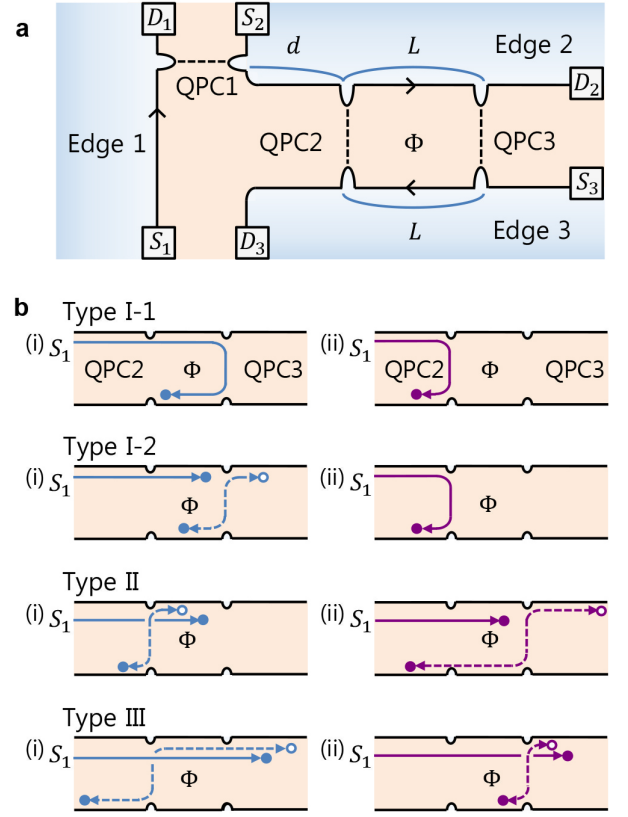 a
D₁ S₂
d L Edge 2
QPC1
D₂
Edge 1 QPC2 Φ QPC3
S₃
S₁ D₃ L Edge 3
b
Type I-1
(i) S₁ (ii) S₁
QPC2 Φ QPC3 QPC2 Φ QPC3
Type I-2
(i) S₁ (ii) S₁
Φ Φ
Type II
(i) S₁ (ii) S₁
Φ Φ
Type III
(i) S₁ (ii) S₁
Φ Φ